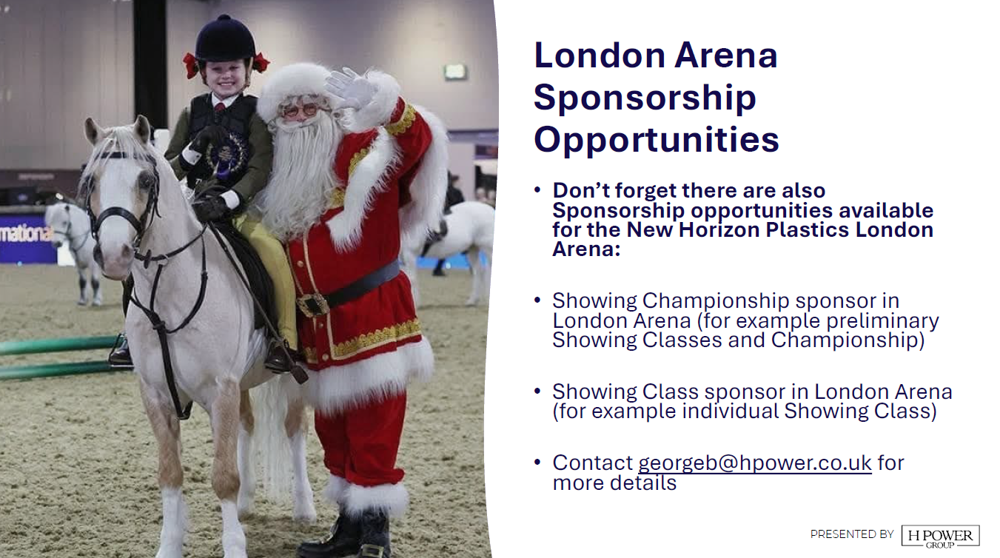 London Arena
Sponsorship
Opportunities
• Don’t forget there are also
Sponsorship opportunities available
for the New Horizon Plastics London
Arena:
• Showing Championship sponsor in
London Arena (for example preliminary
Showing Classes and Championship)
• Showing Class sponsor in London Arena
(for example individual Showing Class)
• Contact georgeb@hpower.co.uk for
more details
national
PRESENTED BY H POWER
GROUP